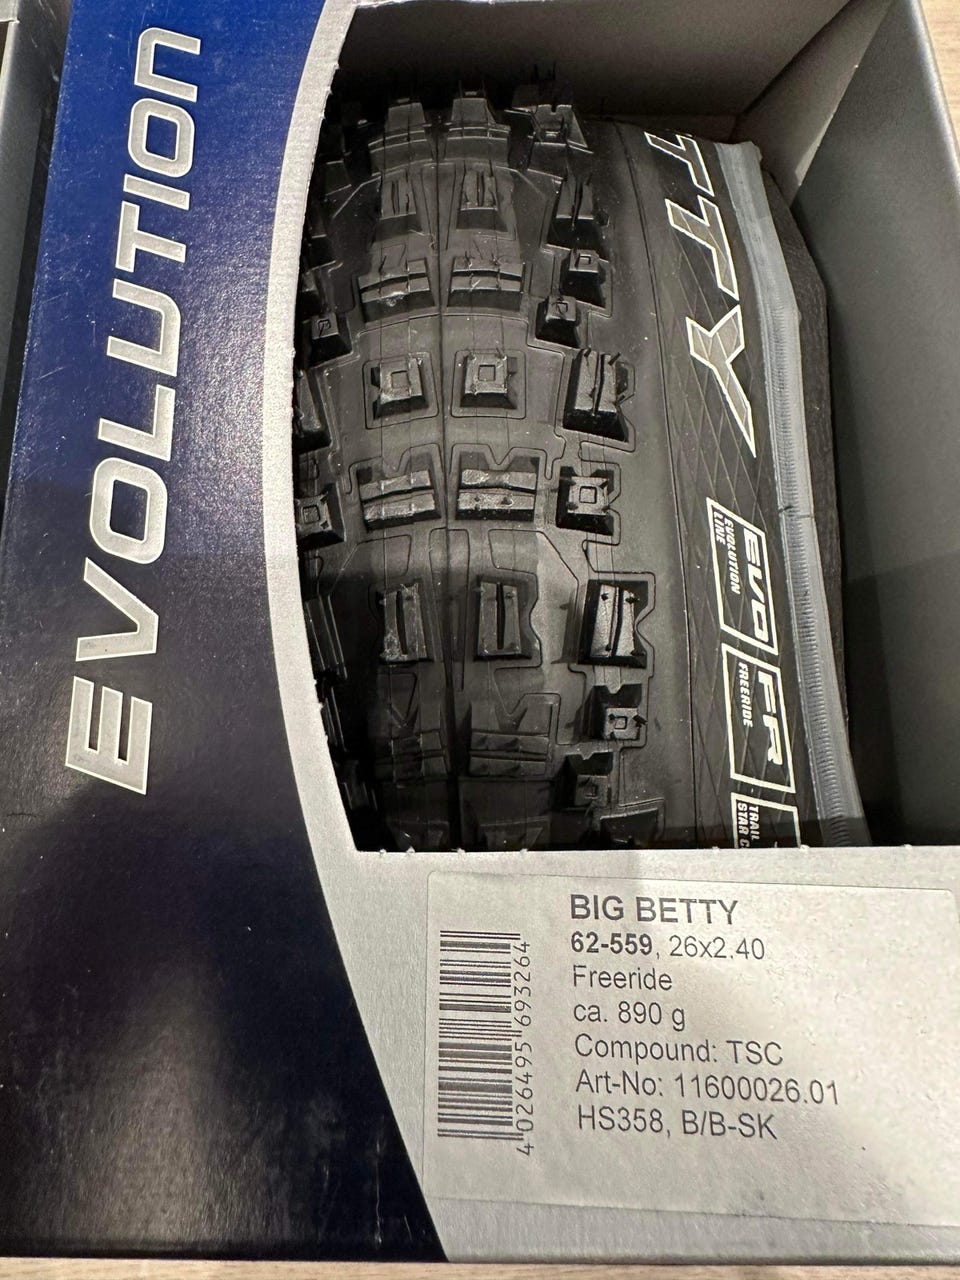 EVOLUTION
TTY
EVO
EVOLUTION
LINE
FR
FREERIDE
TRAIL
STAR
BIG BETTY
62-559, 26x2.40
Freeride
ca. 890 g
Compound: TSC
Art-No: 11600026.01
HS358, B/B-SK
4 026495 693264